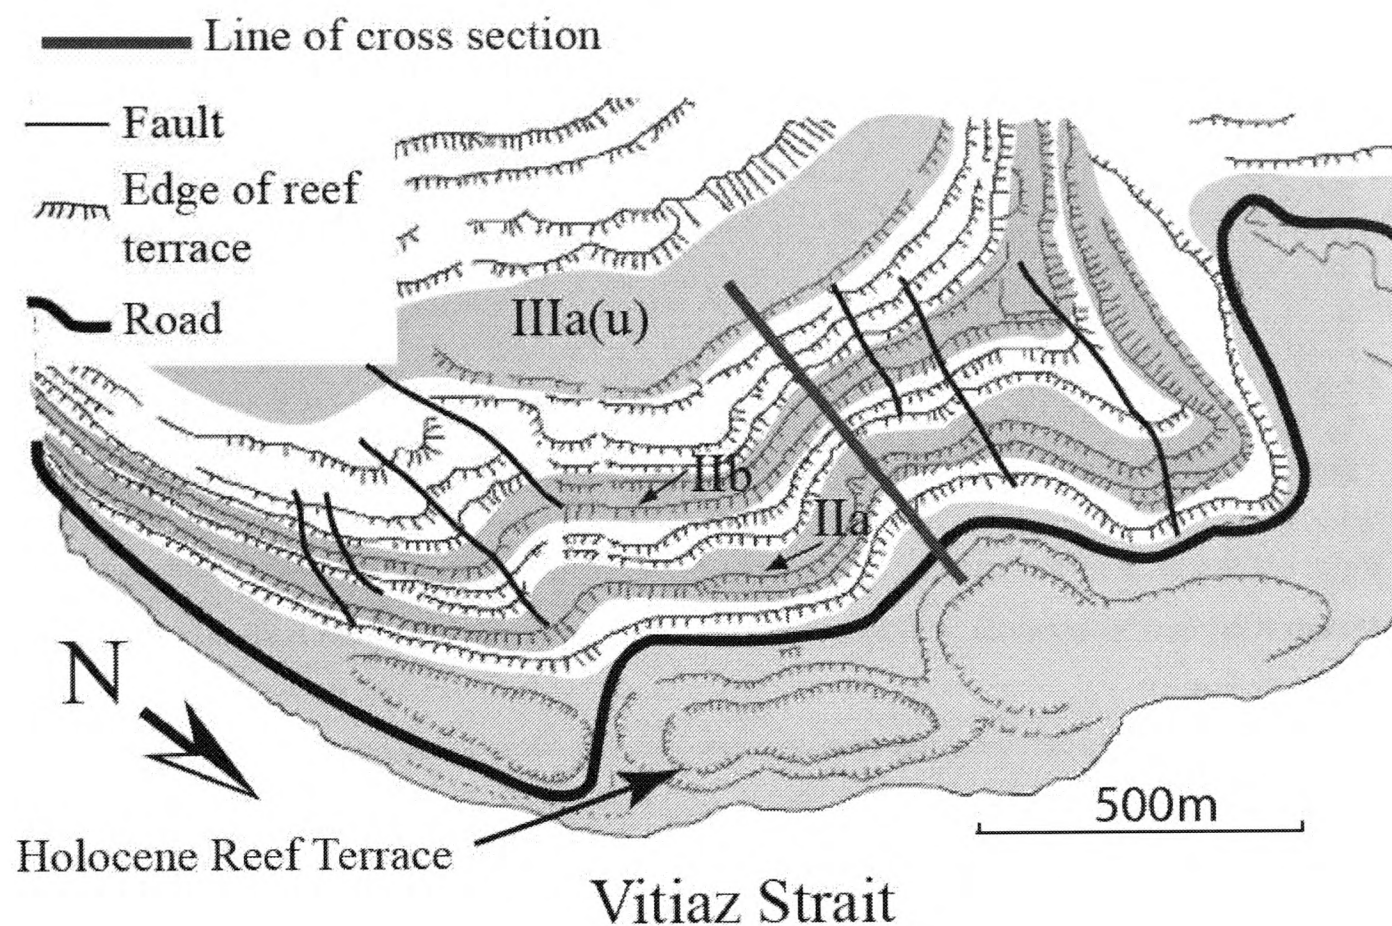 Line of cross section
Fault
Edge of reef
terrace
Road
IIIa(u)
IIb
IIa
N
500m
Holocene Reef Terrace
Vitiaz Strait